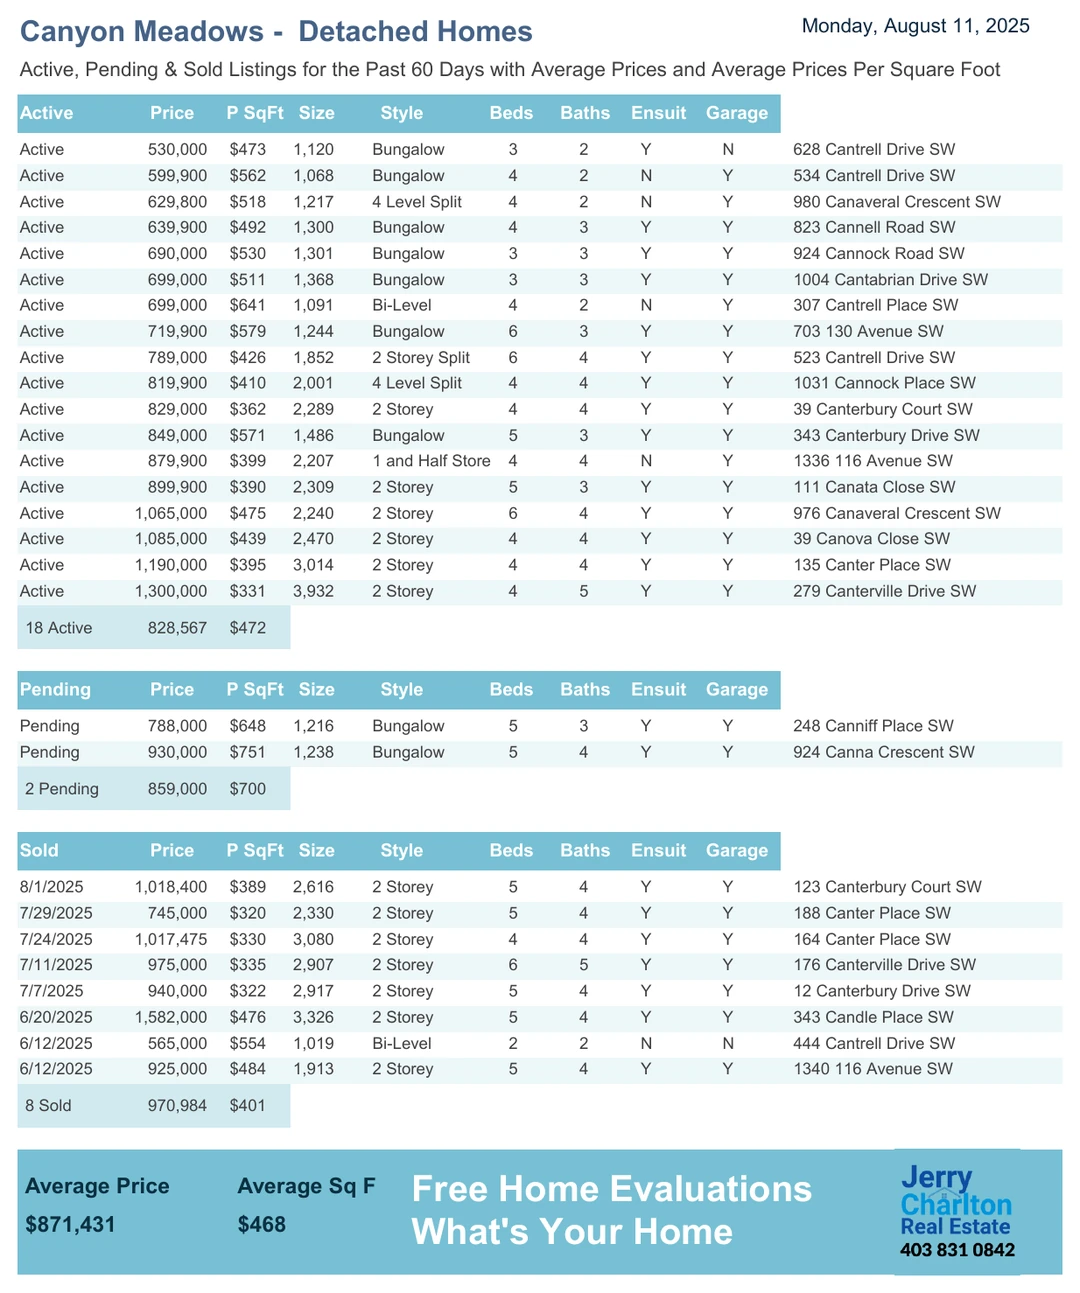 Canyon Meadows -  Detached Homes
Monday, August 11, 2025
Active, Pending & Sold Listings for the Past 60 Days with Average Prices and Average Prices Per Square Foot
Active Price P SqFt Size Style Beds Baths Ensuit Garage
Active 530,000 $473 1,120 Bungalow 3 2 Y N 628 Cantrell Drive SW
Active 599,900 $562 1,068 Bungalow 4 2 N Y 534 Cantrell Drive SW
Active 629,800 $518 1,217 4 Level Split 4 2 N Y 980 Canaveral Crescent SW
Active 639,900 $492 1,300 Bungalow 4 3 Y Y 823 Cannell Road SW
Active 690,000 $530 1,301 Bungalow 3 3 Y Y 924 Cannock Road SW
Active 699,000 $511 1,368 Bungalow 3 3 Y Y 1004 Cantabrian Drive SW
Active 699,000 $641 1,091 Bi-Level 4 2 N Y 307 Cantrell Place SW
Active 719,900 $579 1,244 Bungalow 6 3 Y Y 703 130 Avenue SW
Active 789,000 $426 1,852 2 Storey Split 6 4 Y Y 523 Cantrell Drive SW
Active 819,900 $410 2,001 4 Level Split 4 4 Y Y 1031 Cannock Place SW
Active 829,000 $362 2,289 2 Storey 4 4 Y Y 39 Canterbury Court SW
Active 849,000 $571 1,486 Bungalow 5 3 Y Y 343 Canterbury Drive SW
Active 879,900 $399 2,207 1 and Half Store 4 4 N Y 1336 116 Avenue SW
Active 899,900 $390 2,309 2 Storey 5 3 Y Y 111 Canata Close SW
Active 1,065,000 $475 2,240 2 Storey 6 4 Y Y 976 Canaveral Crescent SW
Active 1,085,000 $439 2,470 2 Storey 4 4 Y Y 39 Canova Close SW
Active 1,190,000 $395 3,014 2 Storey 4 4 Y Y 135 Canter Place SW
Active 1,300,000 $331 3,932 2 Storey 4 5 Y Y 279 Canterville Drive SW
18 Active 828,567 $472
Pending Price P SqFt Size Style Beds Baths Ensuit Garage
Pending 788,000 $648 1,216 Bungalow 5 3 Y Y 248 Canniff Place SW
Pending 930,000 $751 1,238 Bungalow 5 4 Y Y 924 Canna Crescent SW
2 Pending 859,000 $700
Sold Price P SqFt Size Style Beds Baths Ensuit Garage
8/1/2025 1,018,400 $389 2,616 2 Storey 5 4 Y Y 123 Canterbury Court SW
7/29/2025 745,000 $320 2,330 2 Storey 5 4 Y Y 188 Canter Place SW
7/24/2025 1,017,475 $330 3,080 2 Storey 4 4 Y Y 164 Canter Place SW
7/11/2025 975,000 $335 2,907 2 Storey 6 5 Y Y 176 Canterville Drive SW
7/7/2025 940,000 $322 2,917 2 Storey 5 4 Y Y 12 Canterbury Drive SW
6/20/2025 1,582,000 $476 3,326 2 Storey 5 4 Y Y 343 Candle Place SW
6/12/2025 565,000 $554 1,019 Bi-Level 2 2 N N 444 Cantrell Drive SW
6/12/2025 925,000 $484 1,913 2 Storey 5 4 Y Y 1340 116 Avenue SW
8 Sold 970,984 $401
Average Price Average Sq F
$871,431 $468
Free Home Evaluations
What's Your Home
Jerry
Charlton
Real Estate
403 831 0842